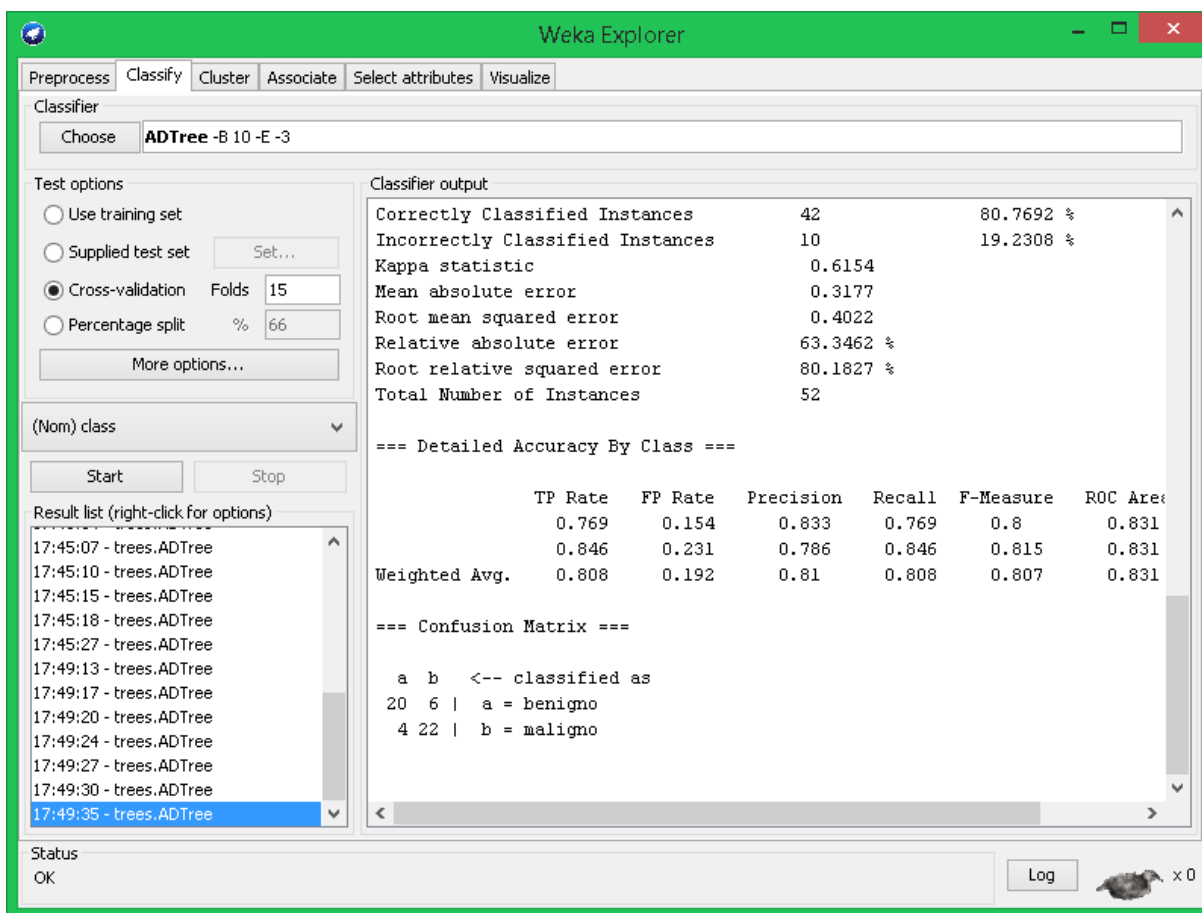 Weka Explorer
Preprocess Classify Cluster Associate Select attributes Visualize
Classifier
Choose ADTree -B 10 -E -3
Test options
Use training set
Supplied test set Set...
Cross-validation Folds 15
Percentage split % 66
More options...
(Nom) class
Start Stop
Result list (right-click for options)
17:45:07 - trees.ADTree
17:45:10 - trees.ADTree
17:45:15 - trees.ADTree
17:45:18 - trees.ADTree
17:45:27 - trees.ADTree
17:49:13 - trees.ADTree
17:49:17 - trees.ADTree
17:49:20 - trees.ADTree
17:49:24 - trees.ADTree
17:49:27 - trees.ADTree
17:49:30 - trees.ADTree
17:49:35 - trees.ADTree
Classifier output
Correctly Classified Instances 42 80.7692 %
Incorrectly Classified Instances 10 19.2308 %
Kappa statistic 0.6154
Mean absolute error 0.3177
Root mean squared error 0.4022
Relative absolute error 63.3462 %
Root relative squared error 80.1827 %
Total Number of Instances 52
=== Detailed Accuracy By Class ===
TP Rate FP Rate Precision Recall F-Measure ROC
0.769 0.154 0.833 0.769 0.8 0.831
0.846 0.231 0.786 0.846 0.815 0.831
Weighted Avg. 0.808 0.192 0.81 0.808 0.807 0.831
=== Confusion Matrix ===
a b <-- classified as
20 6 | a = benigno
4 22 | b = maligno
Status
OK
Log x 0